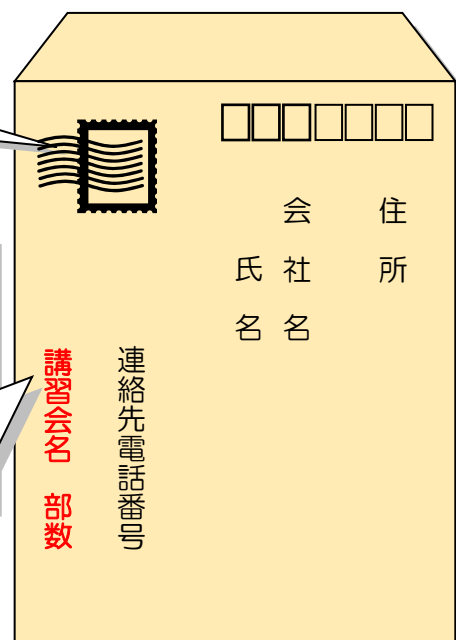 住所
会社名
氏名
連絡先電話番号
講習会名　部数